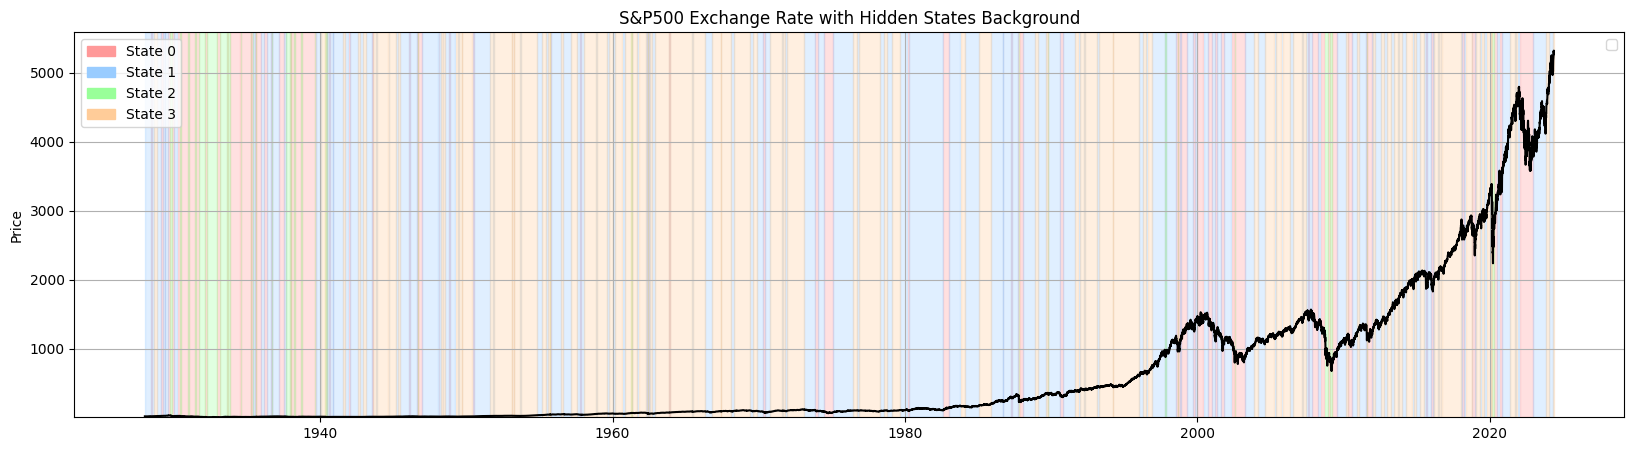 S&P500 Exchange Rate with Hidden States Background
State 0
State 1
State 2
State 3
Price
5000
4000
3000
2000
1000
1940 1960 1980 2000 2020